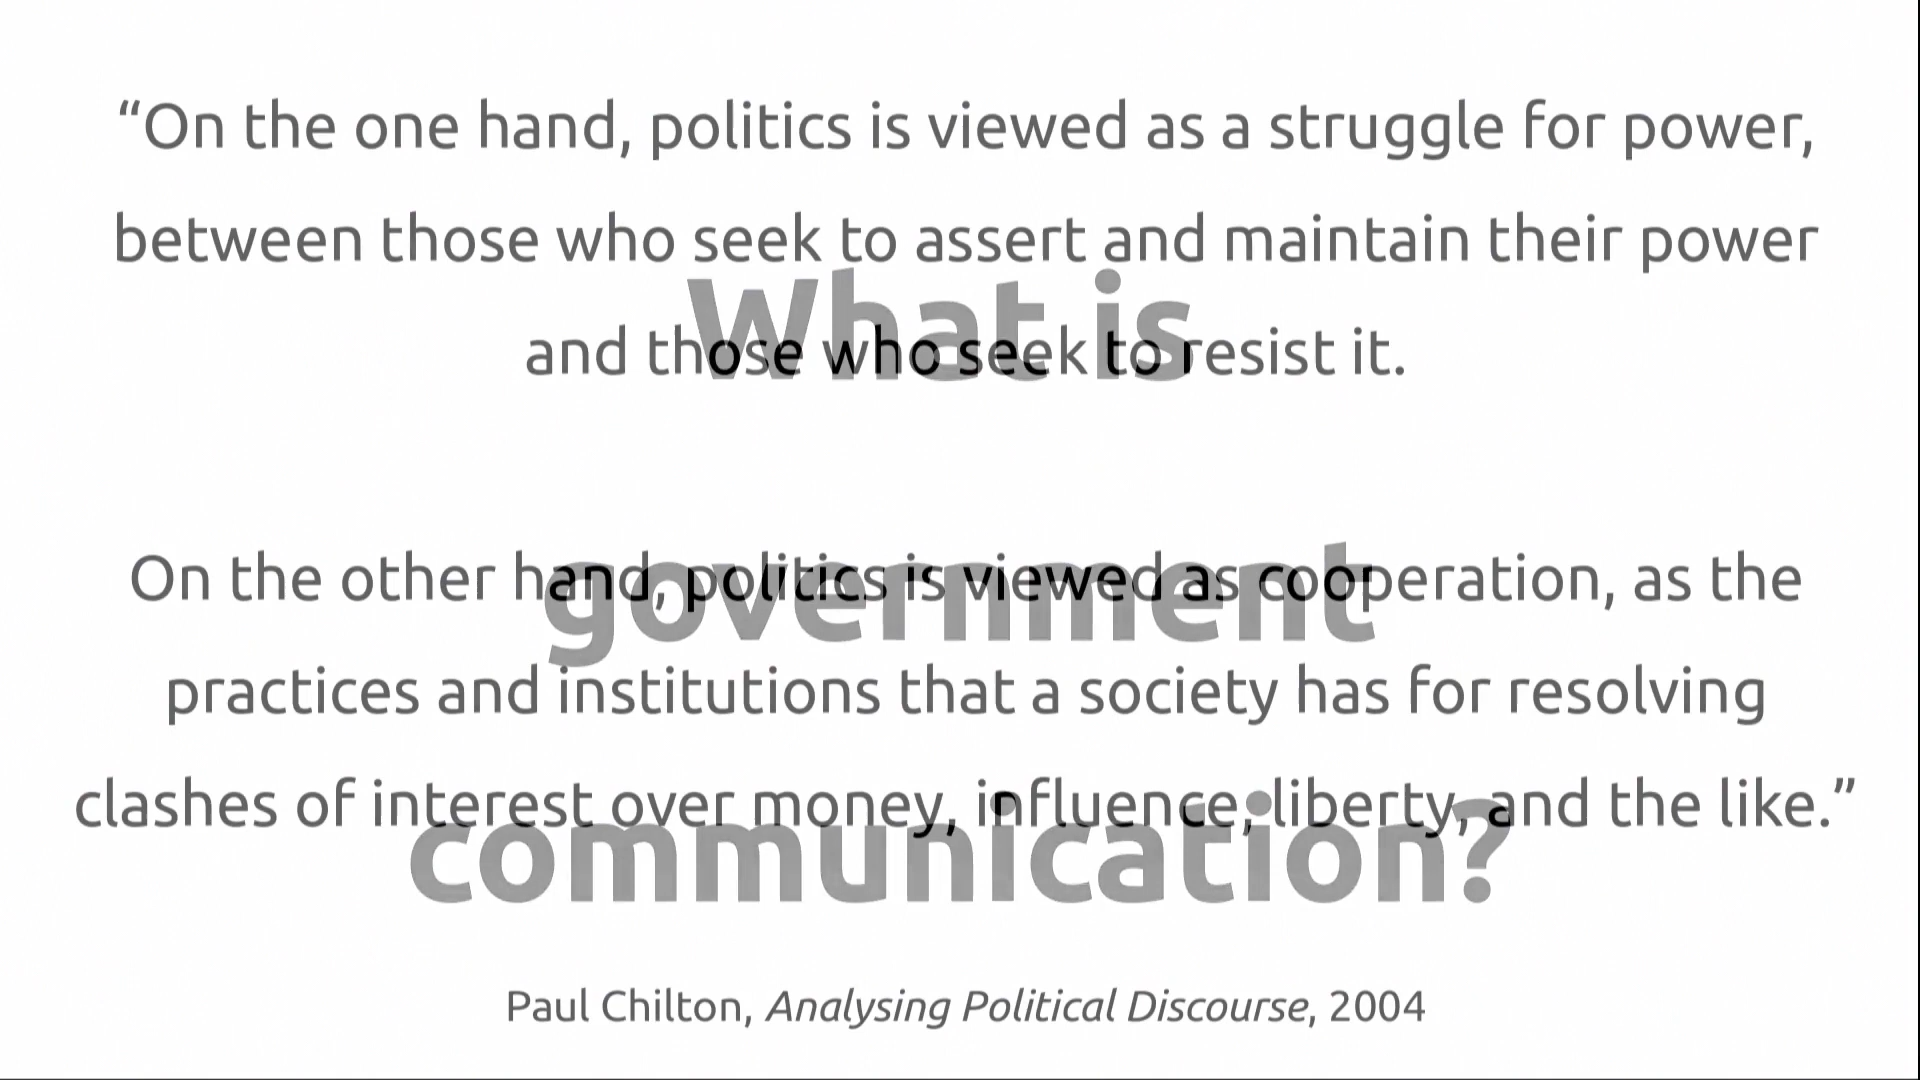 “On the one hand, politics is viewed as a struggle for power,
between those who seek to assert and maintain their power
and those who seek to resist it.
On the other hand, politics is viewed as cooperation, as the
practices and institutions that a society has for resolving
clashes of interest over money, influence, liberty, and the like.”
Paul Chilton, Analysing Political Discourse, 2004
What is
government
communication?